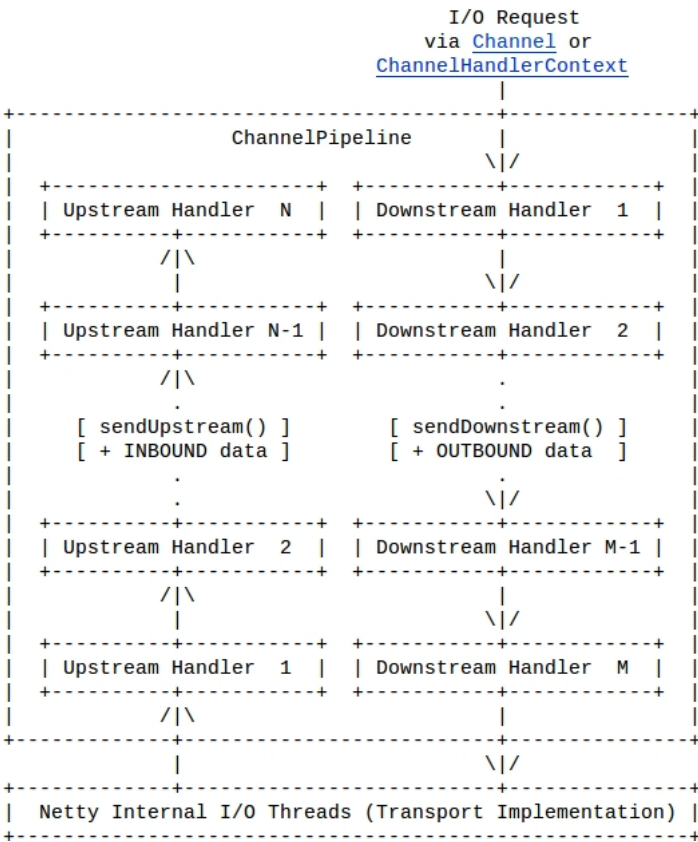 I/O Request
via Channel or
ChannelHandlerContext
ChannelPipeline
Upstream Handler  N    Downstream Handler  1
Upstream Handler N-1    Downstream Handler  2
[ sendUpstream() ]    [ sendDownstream() ]
[ + INBOUND data ]    [ + OUTBOUND data  ]
Upstream Handler  2    Downstream Handler M-1
Upstream Handler  1    Downstream Handler  M
Netty Internal I/O Threads (Transport Implementation)